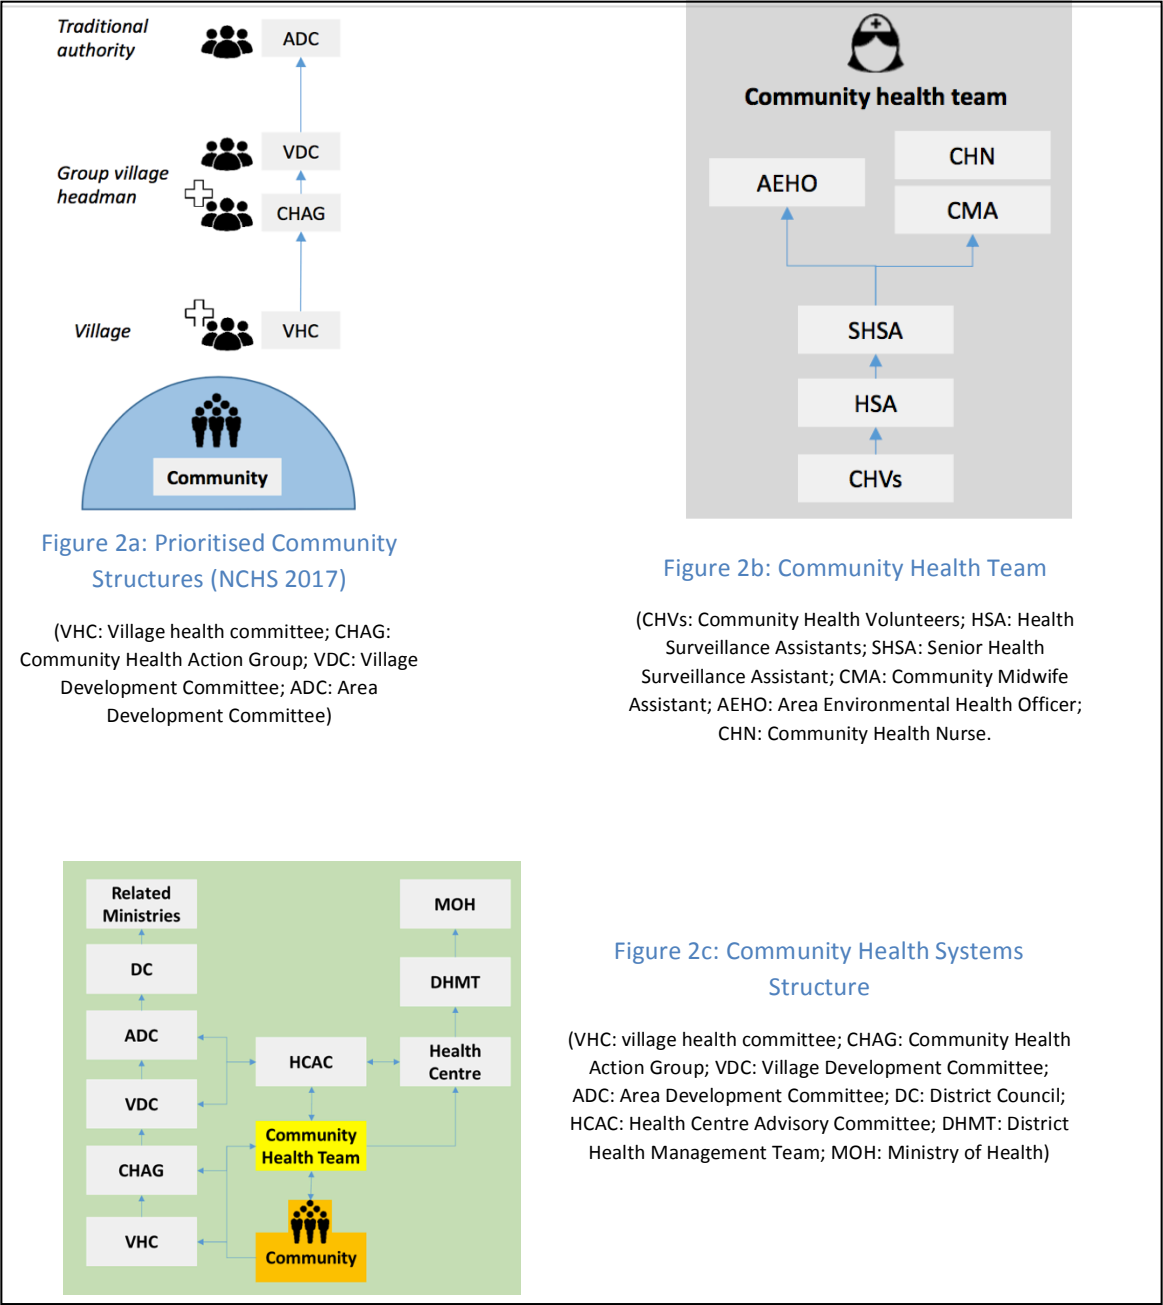 Traditional
authority
ADC
VDC
Group village
headman
CHAG
Village
VHC
Community
Figure 2a: Prioritised Community
Structures (NCHS 2017)
(VHC: Village health committee; CHAG:
Community Health Action Group; VDC: Village
Development Committee; ADC: Area
Development Committee)
Community health team
CHN
AEHO
CMA
SHSA
HSA
CHVs
Figure 2b: Community Health Team
(CHVs: Community Health Volunteers; HSA: Health
Surveillance Assistants; SHSA: Senior Health
Surveillance Assistant; CMA: Community Midwife
Assistant; AEHO: Area Environmental Health Officer;
CHN: Community Health Nurse.
Related
Ministries
MOH
DC
DHMT
ADC
HCAC
Health
Centre
VDC
Community
Health Team
CHAG
VHC
Community
Figure 2c: Community Health Systems
Structure
(VHC: village health committee; CHAG: Community Health
Action Group; VDC: Village Development Committee;
ADC: Area Development Committee; DC: District Council;
HCAC: Health Centre Advisory Committee; DHMT: District
Health Management Team; MOH: Ministry of Health)